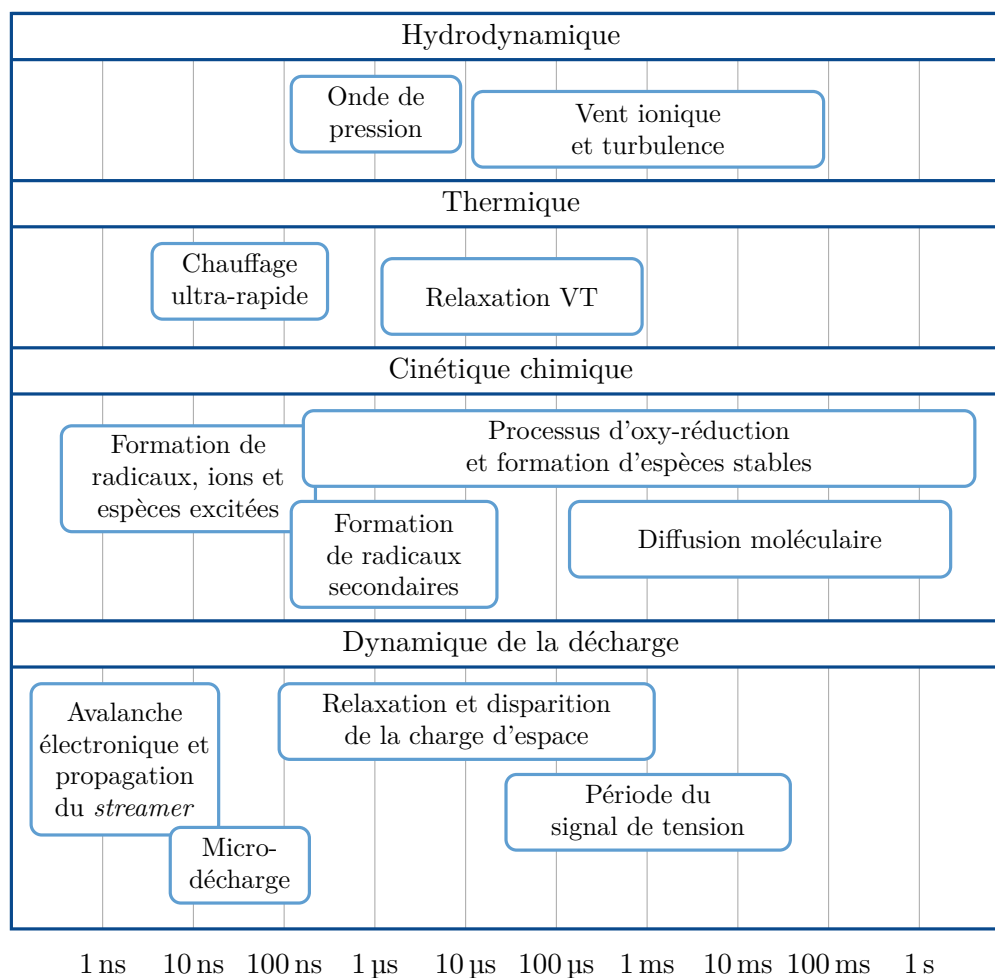 Hydrodynamique
Onde de
pression
Vent ionique
et turbulence
Thermique
Chauffage
ultra-rapide
Relaxation VT
Cinétique chimique
Formation de
radicaux, ions et
espèces excitées
Processus d'oxy-réduction
et formation d'espèces stables
Formation
de radicaux
secondaires
Diffusion moléculaire
Dynamique de la décharge
Avalanche
électronique et
propagation
du streamer
Relaxation et disparition
de la charge d'espace
Période du
signal de tension
Micro-
décharge
1 ns 10 ns 100 ns 1 µs 10 µs 100 µs 1 ms 10 ms 100 ms 1 s